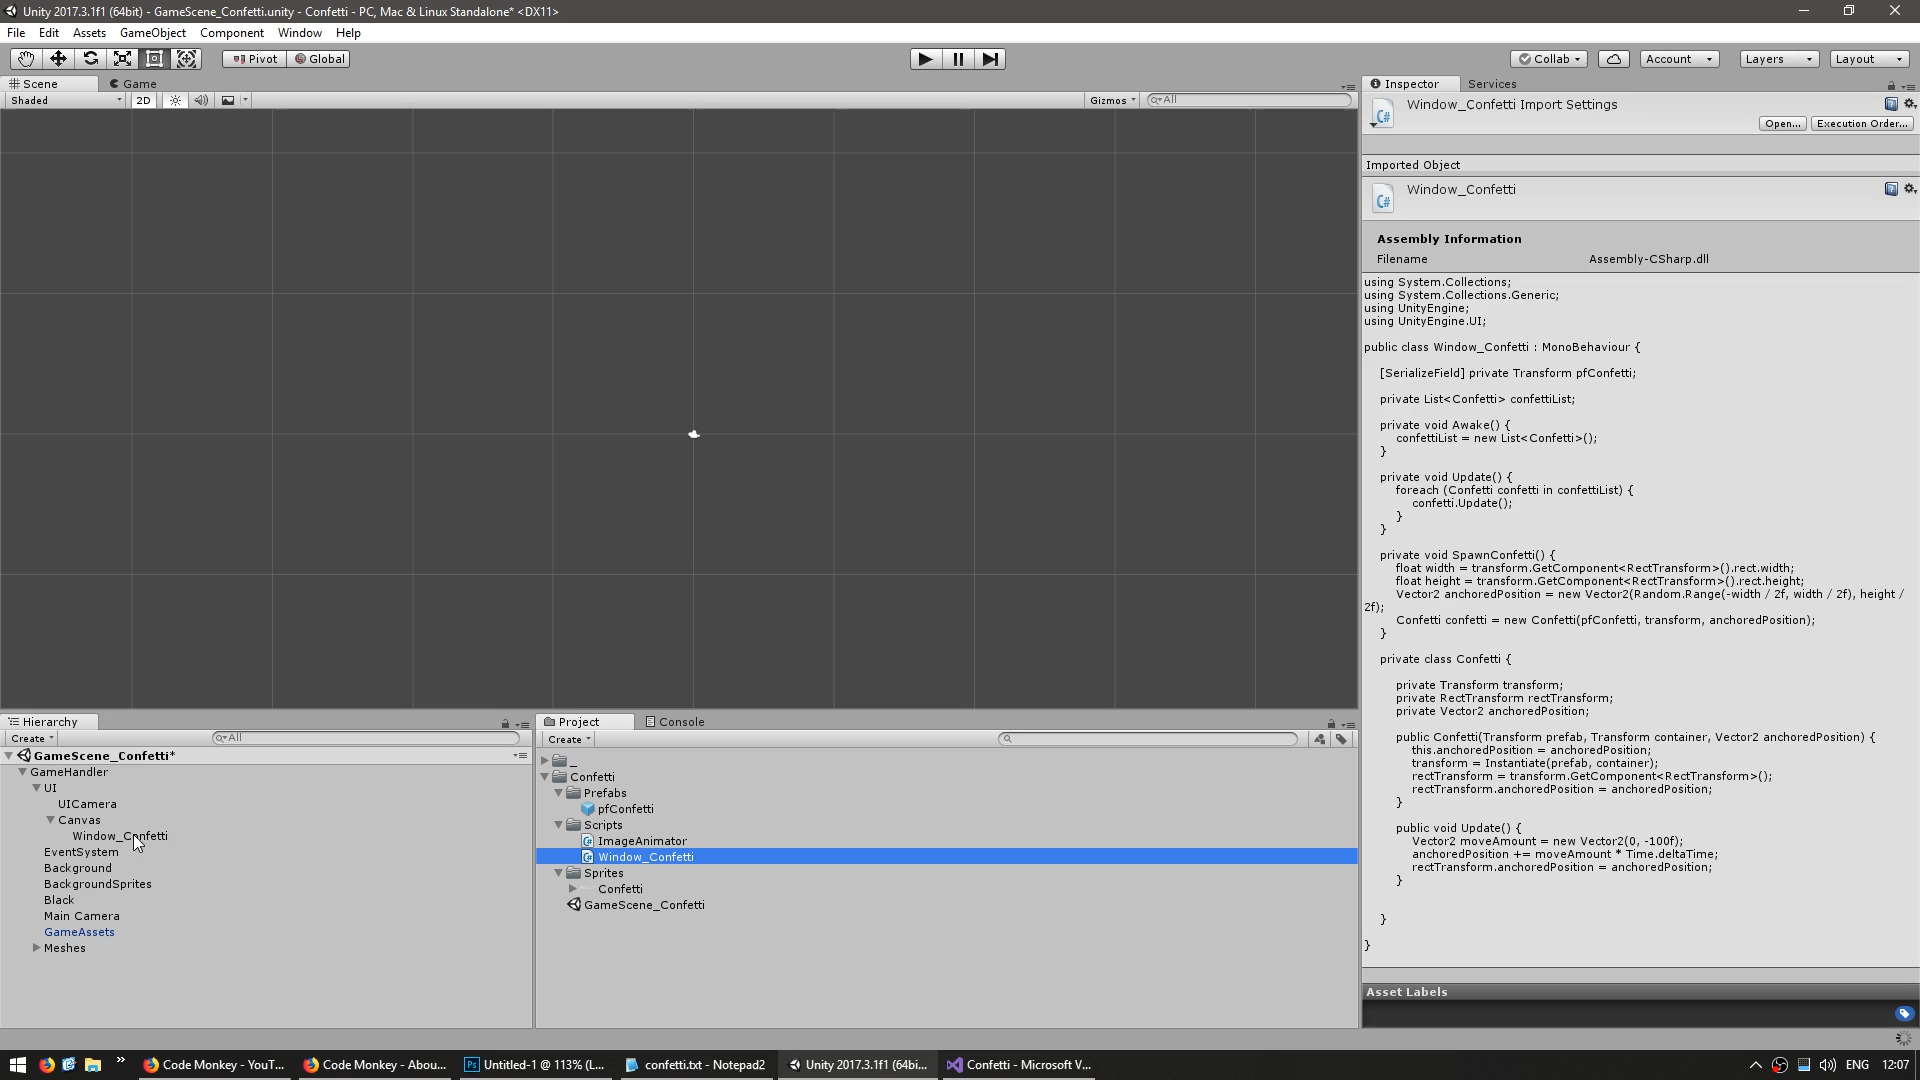 Unity 2017.3.1f1 (64bit) - GameScene_Confetti.unity - Confetti - PC, Mac & Linux Standalone* <DX11>
File Edit Assets GameObject Component Window Help
Pivot Global Collab Account Layers Layout
Scene Game
Shaded 2D Gizmos All
Inspector Services
Window_Confetti Import Settings
Open... Execution Order...
Imported Object
Window_Confetti
Assembly Information
Filename Assembly-CSharp.dll
using System.Collections;
using System.Collections.Generic;
using UnityEngine;
using UnityEngine.UI;
public class Window_Confetti : MonoBehaviour {
[SerializeField] private Transform pfConfetti;
private List<Confetti> confettiList;
private void Awake() {
confettiList = new List<Confetti>();
}
private void Update() {
foreach (Confetti confetti in confettiList) {
confetti.Update();
}
}
private void SpawnConfetti() {
float width = transform.GetComponent<RectTransform>().rect.width;
float height = transform.GetComponent<RectTransform>().rect.height;
Vector2 anchoredPosition = new Vector2(Random.Range(-width / 2f, width / 2f), height /
2f);
Confetti confetti = new Confetti(pfConfetti, transform, anchoredPosition);
}
private class Confetti {
private Transform transform;
private RectTransform rectTransform;
private Vector2 anchoredPosition;
public Confetti(Transform prefab, Transform container, Vector2 anchoredPosition) {
this.anchoredPosition = anchoredPosition;
transform = Instantiate(prefab, container);
rectTransform = transform.GetComponent<RectTransform>();
rectTransform.anchoredPosition = anchoredPosition;
}
public void Update() {
Vector2 moveAmount = new Vector2(0, -100f);
anchoredPosition += moveAmount * Time.deltaTime;
rectTransform.anchoredPosition = anchoredPosition;
}
}
}
Asset Labels
Hierarchy
Create All
GameScene_Confetti*
GameHandler
UI
UICamera
Canvas
Window_Confetti
EventSystem
Background
BackgroundSprites
Black
Main Camera
GameAssets
Meshes
Project Console
Create
_
Confetti
Prefabs
pfConfetti
Scripts
ImageAnimator
Window_Confetti
Sprites
Confetti
GameScene_Confetti
Code Monkey - YouT... Code Monkey - Abou... Untitled-1 @ 113% (L... confetti.txt - Notepad2 Unity 2017.3.1f1 (64bi... Confetti - Microsoft V... ENG 12:07